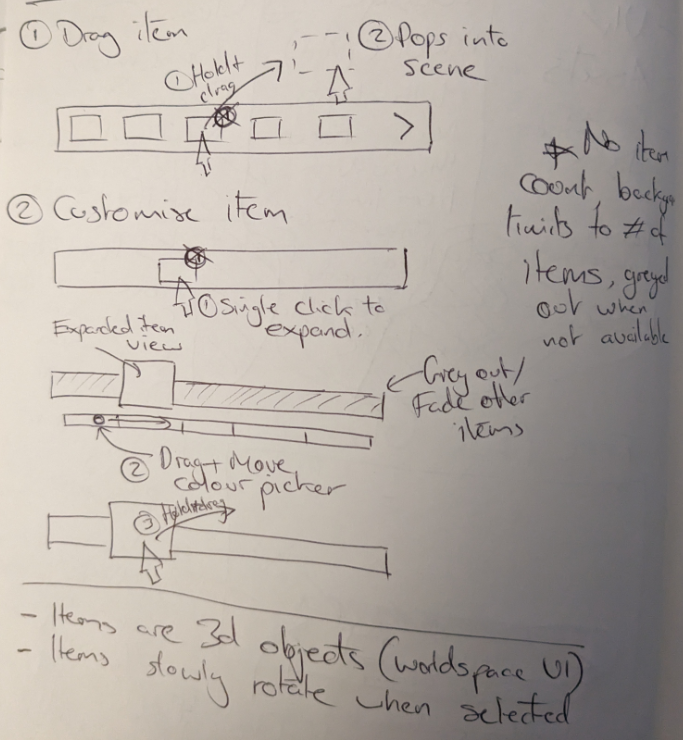 ① Drag item
① Hold+
drag
② Pops into
scene
>
* No item
count, backg
limits to # of
items, greyed
out when
not available
② Customise item
① Single click to
expand.
Expanded item
view
Grey out/
Fade other
items
② Drag + Move
colour picker
③ Hold+drag
- Items are 3d objects (worldspace UI)
- Items slowly rotate when selected